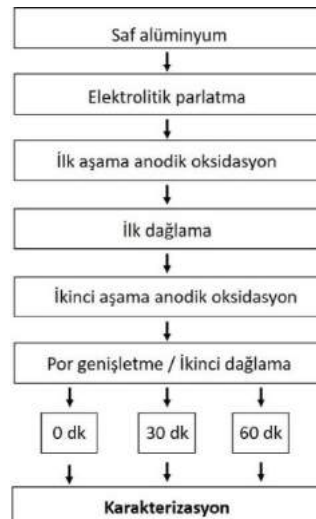 Saf alüminyum
Elektrolitik parlatma
İlk aşama anodik oksidasyon
İlk dağlama
İkinci aşama anodik oksidasyon
Por genişletme / İkinci dağlama
0 dk 30 dk 60 dk
Karakterizasyon